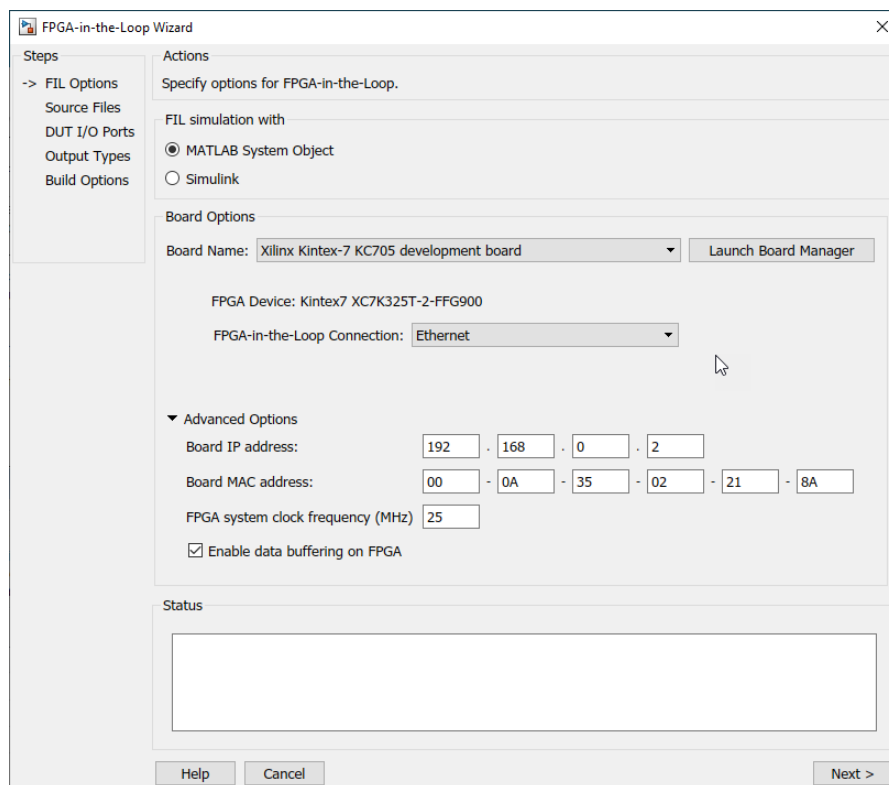 FPGA-in-the-Loop Wizard
Steps
-> FIL Options
Source Files
DUT I/O Ports
Output Types
Build Options
Actions
Specify options for FPGA-in-the-Loop.
FIL simulation with
MATLAB System Object
Simulink
Board Options
Board Name: Xilinx Kintex-7 KC705 development board Launch Board Manager
FPGA Device: Kintex7 XC7K325T-2-FFG900
FPGA-in-the-Loop Connection: Ethernet
Advanced Options
Board IP address: 192 . 168 . 0 . 2
Board MAC address: 00 - 0A - 35 - 02 - 21 - 8A
FPGA system clock frequency (MHz) 25
Enable data buffering on FPGA
Status
Help Cancel Next >